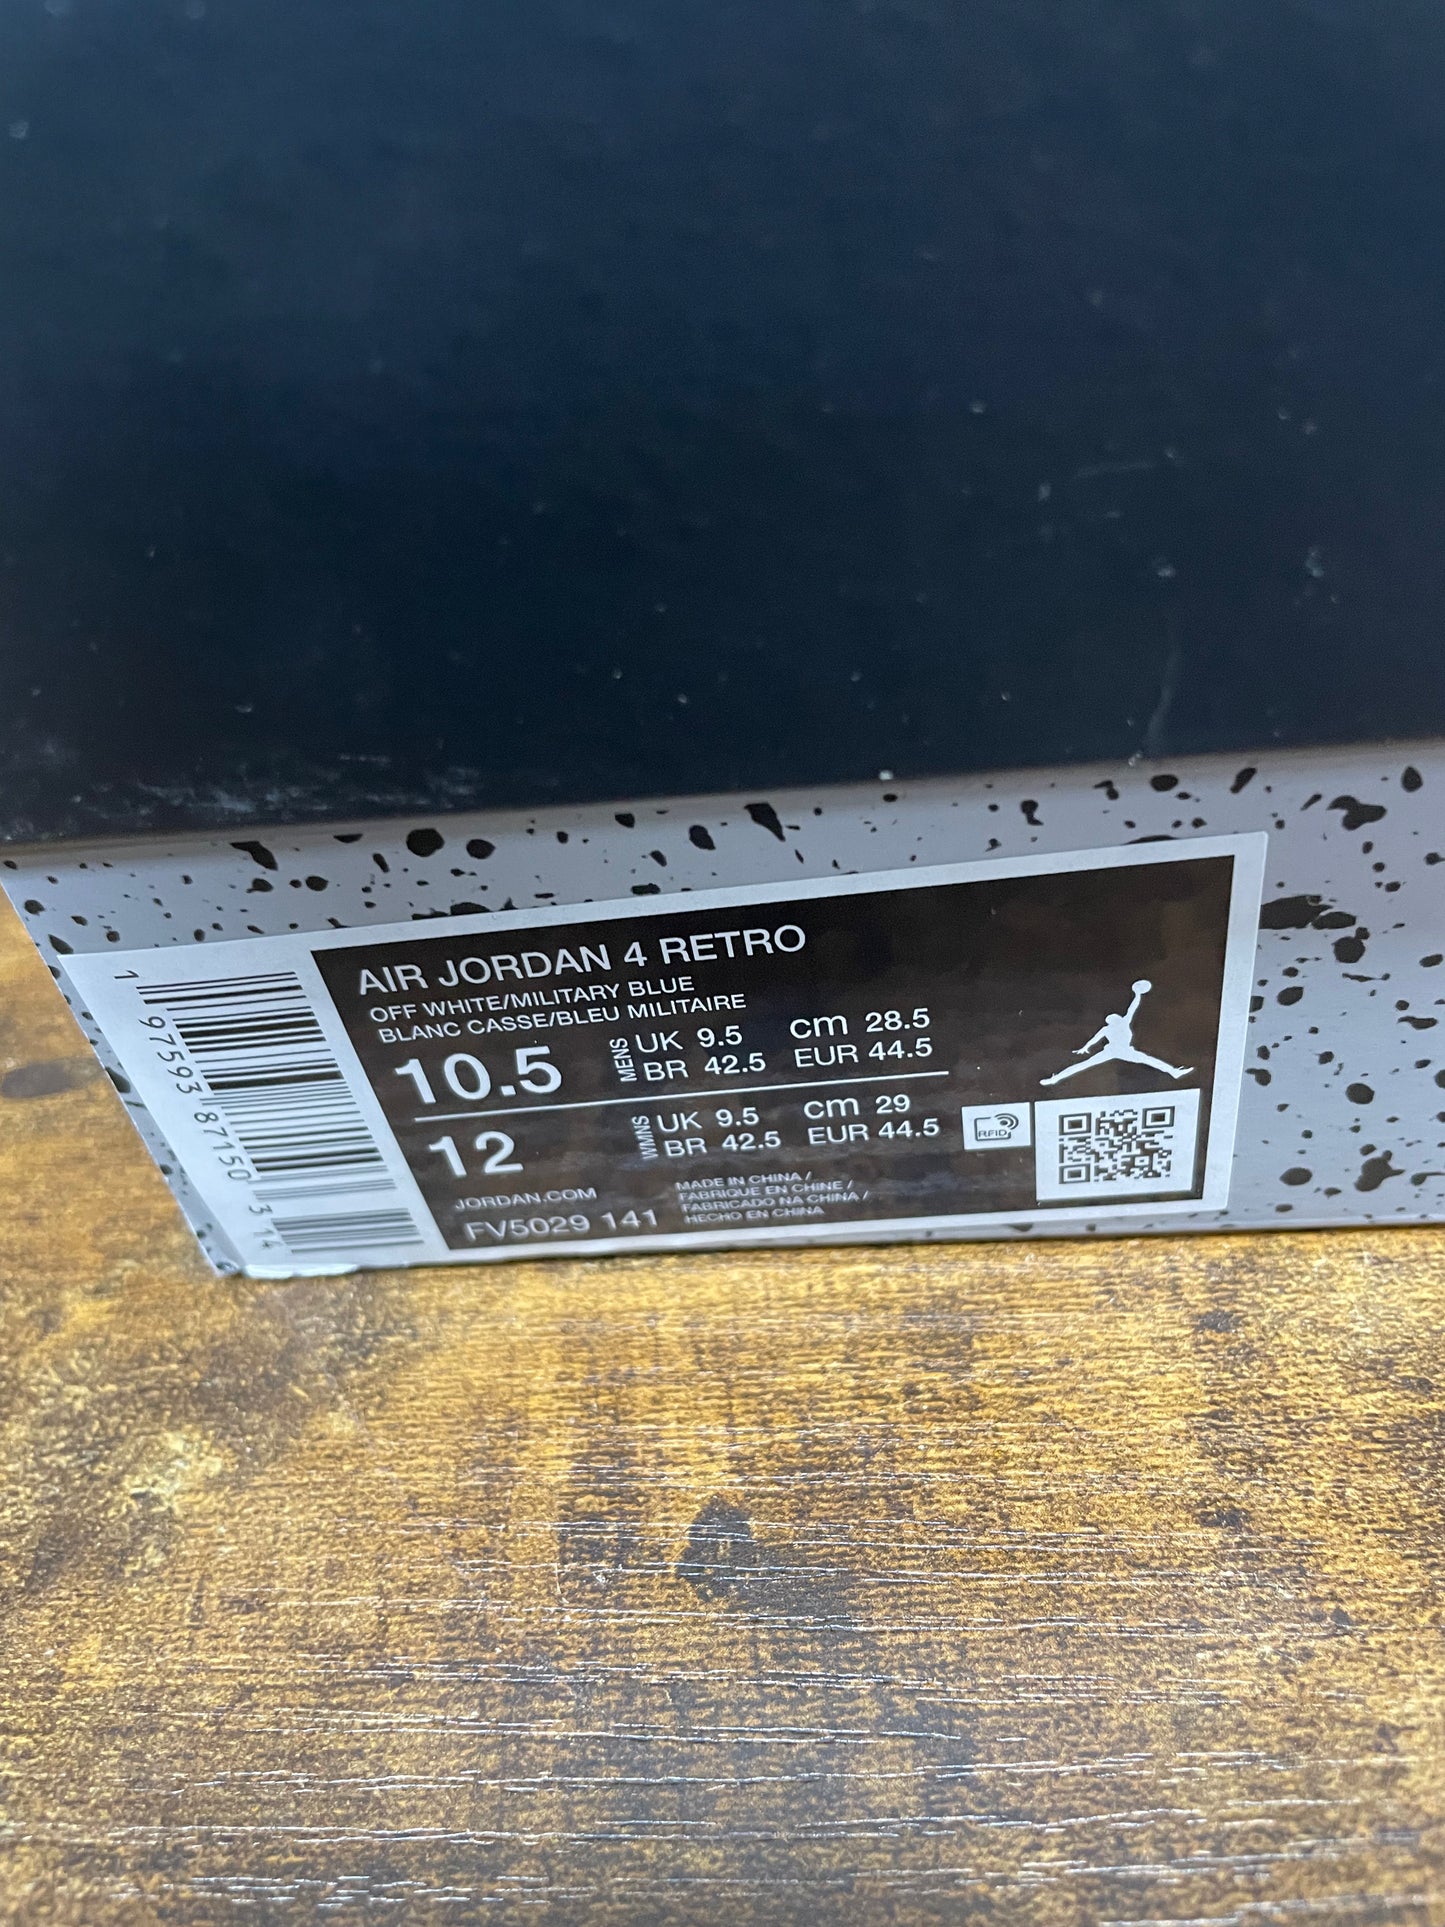 AIR JORDAN 4 RETRO
OFF WHITE/MILITARY BLUE
BLANC CASSE/BLEU MILITAIRE
10.5 MENS UK 9.5 cm 28.5
BR 42.5 EUR 44.5
12 WMNS UK 9.5 cm 29
BR 42.5 EUR 44.5
RFID
JORDAN.COM
FV5029 141
MADE IN CHINA /
FABRIQUE EN CHINE /
FABRICADO NA CHINA /
HECHO EN CHINA
1 97593 87150 3 14